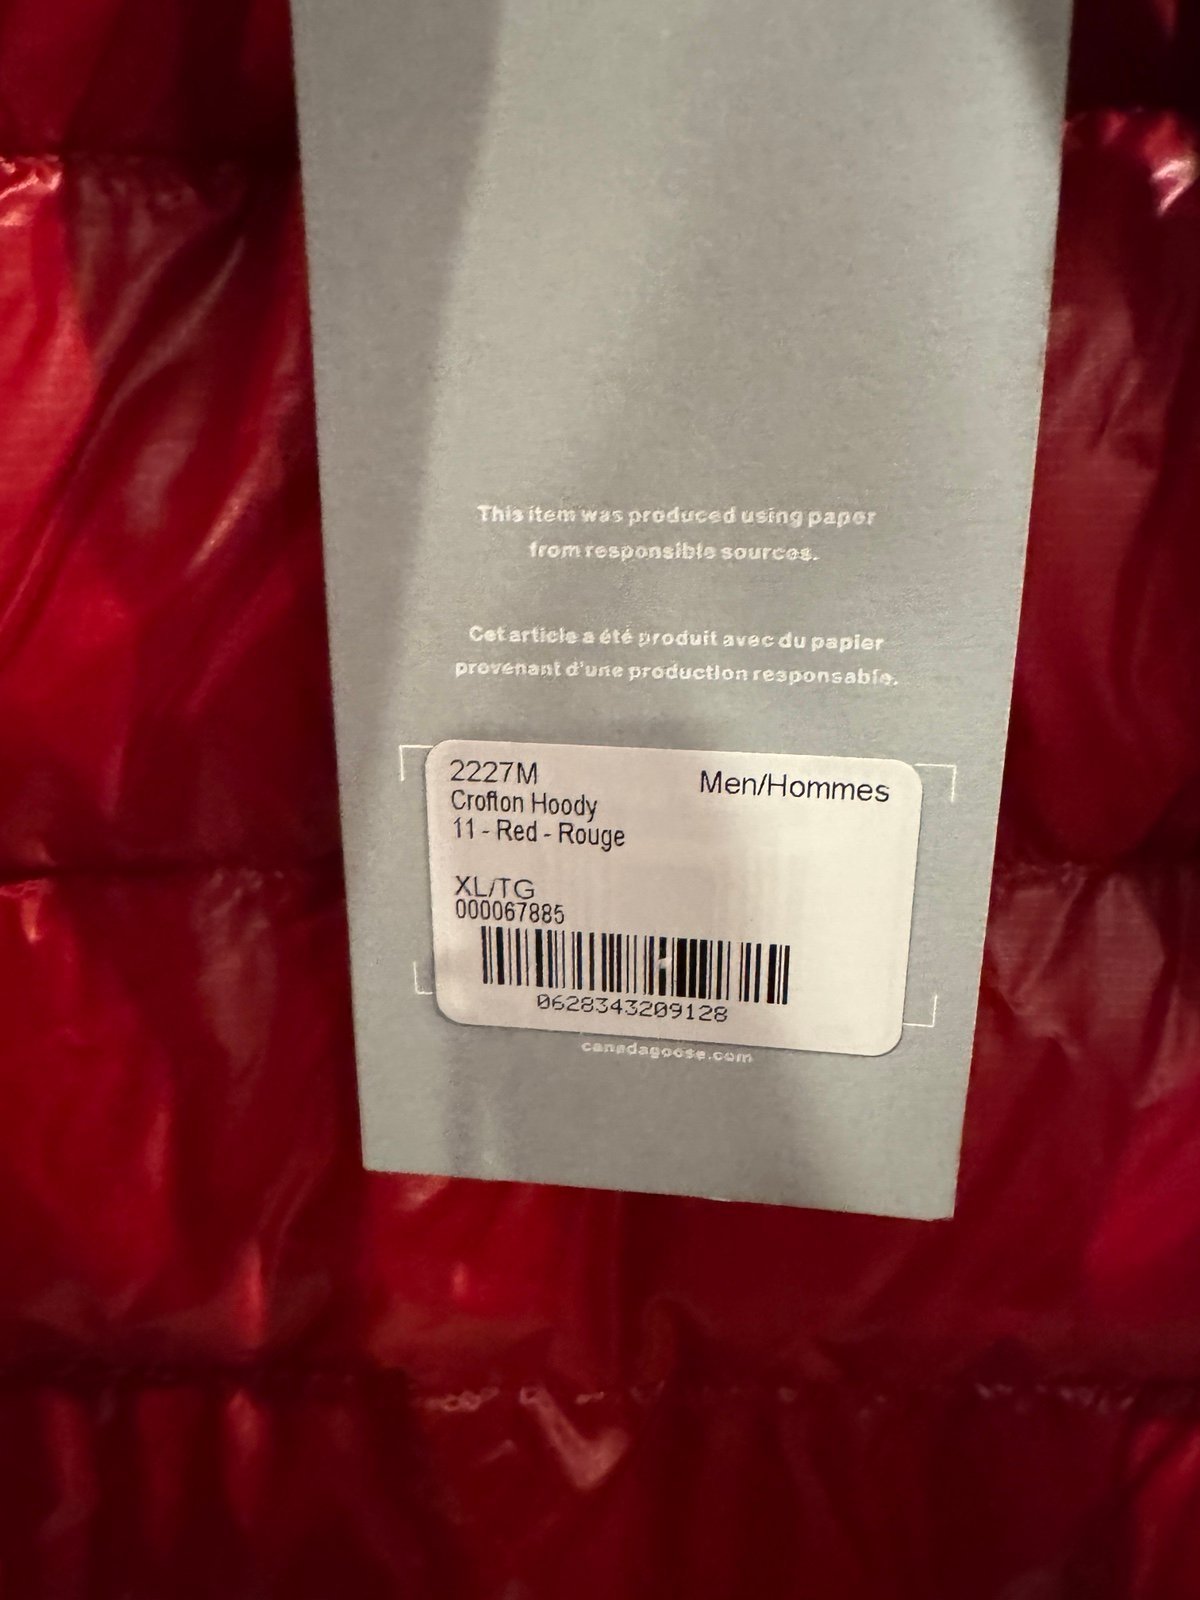 This item was produced using paper
from responsible sources.
Cet article a été produit avec du papier
provenant d'une production responsable.
2227M
Men/Hommes
Crofton Hoody
11 - Red - Rouge
XL/TG
000067885
0628343209128
canadagoose.com